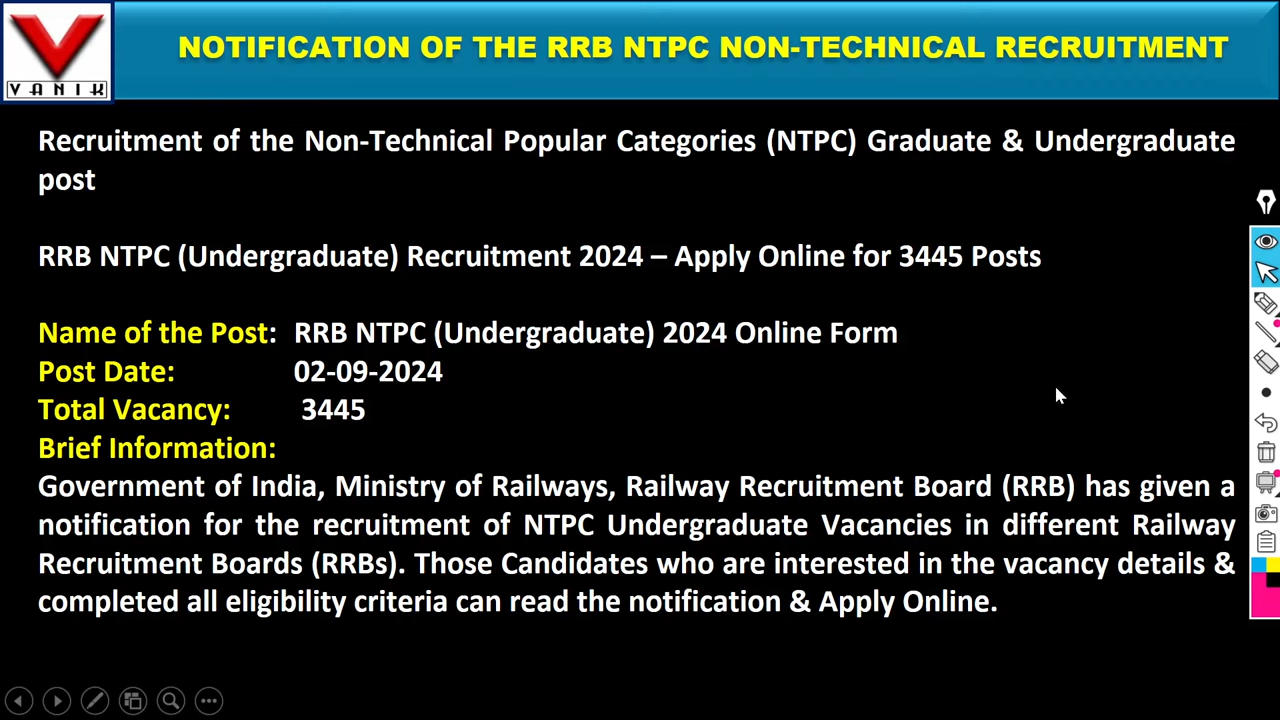 VANIK
NOTIFICATION OF THE RRB NTPC NON-TECHNICAL RECRUITMENT
Recruitment of the Non-Technical Popular Categories (NTPC) Graduate & Undergraduate
post
RRB NTPC (Undergraduate) Recruitment 2024 – Apply Online for 3445 Posts
Name of the Post: RRB NTPC (Undergraduate) 2024 Online Form
Post Date: 02-09-2024
Total Vacancy: 3445
Brief Information:
Government of India, Ministry of Railways, Railway Recruitment Board (RRB) has given a
notification for the recruitment of NTPC Undergraduate Vacancies in different Railway
Recruitment Boards (RRBs). Those Candidates who are interested in the vacancy details &
completed all eligibility criteria can read the notification & Apply Online.